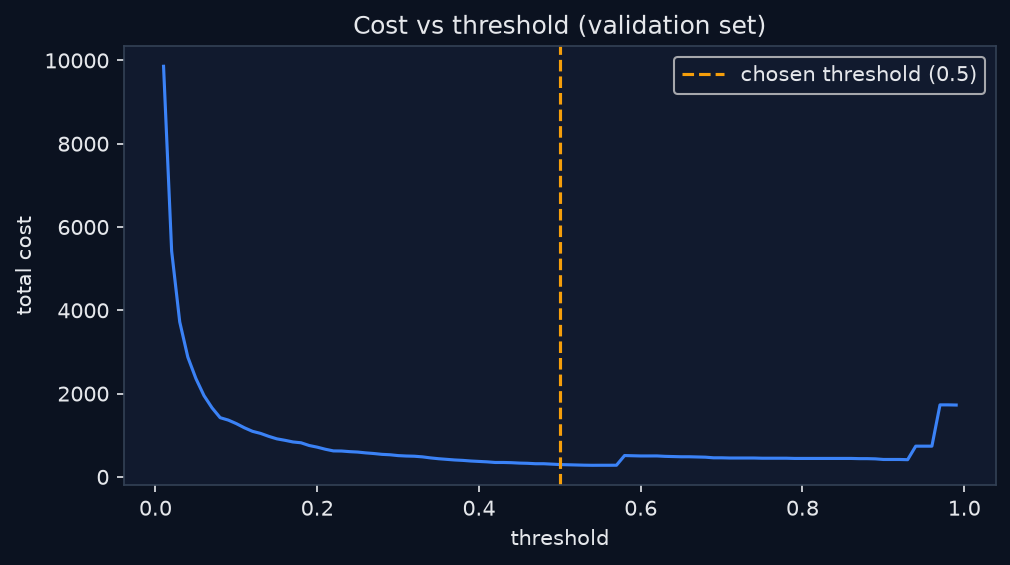 Cost vs threshold (validation set)
chosen threshold (0.5)
total cost
10000
8000
6000
4000
2000
0
0.0 0.2 0.4 0.6 0.8 1.0
threshold